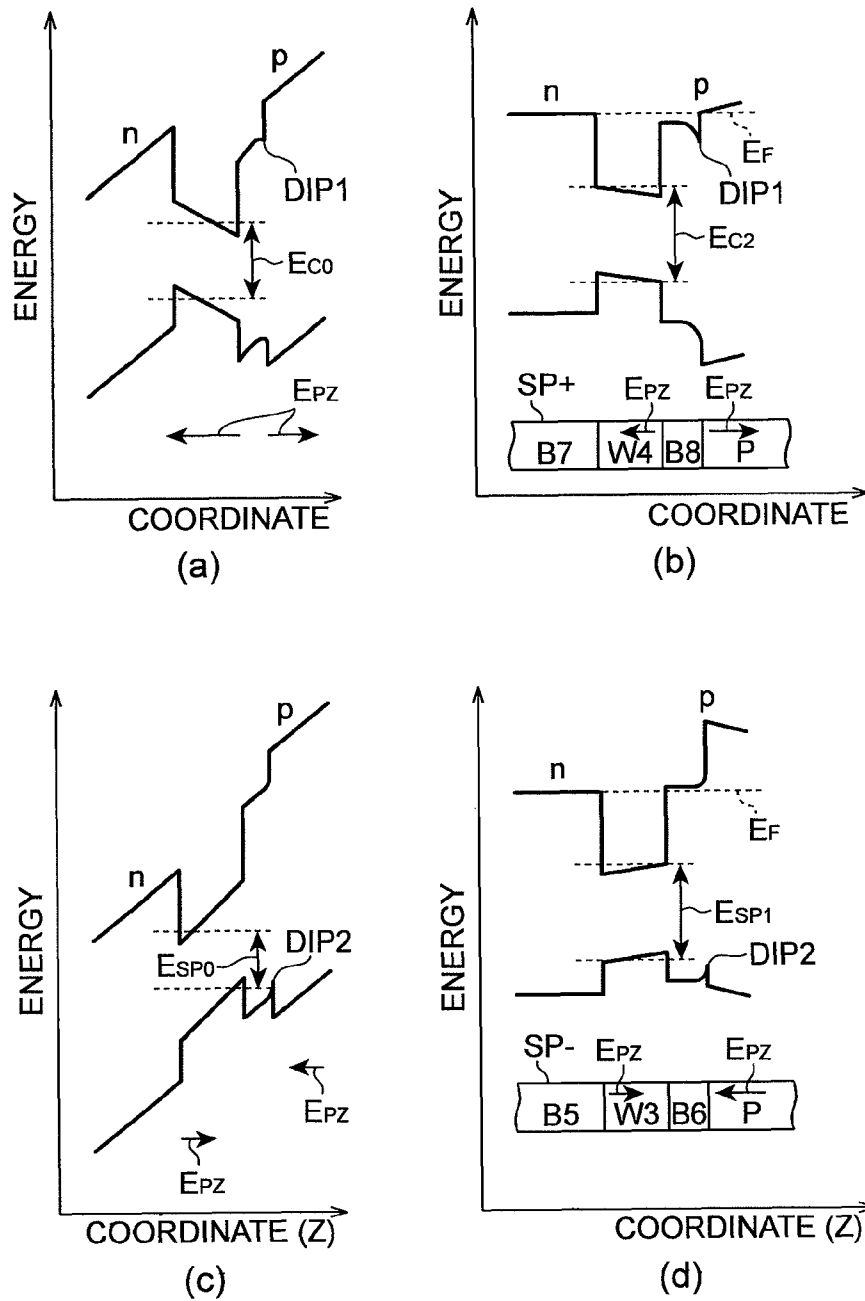 ENERGY
n
p
DIP1
EC0
EPZ
COORDINATE
(a)
ENERGY
n
p
EF
DIP1
EC2
SP+
EPZ
EPZ
B7
W4
B8
P
COORDINATE
(b)
ENERGY
n
p
ESP0
DIP2
EPZ
EPZ
COORDINATE (Z)
(c)
ENERGY
n
p
EF
ESP1
DIP2
SP-
EPZ
EPZ
B5
W3
B6
P
COORDINATE (Z)
(d)